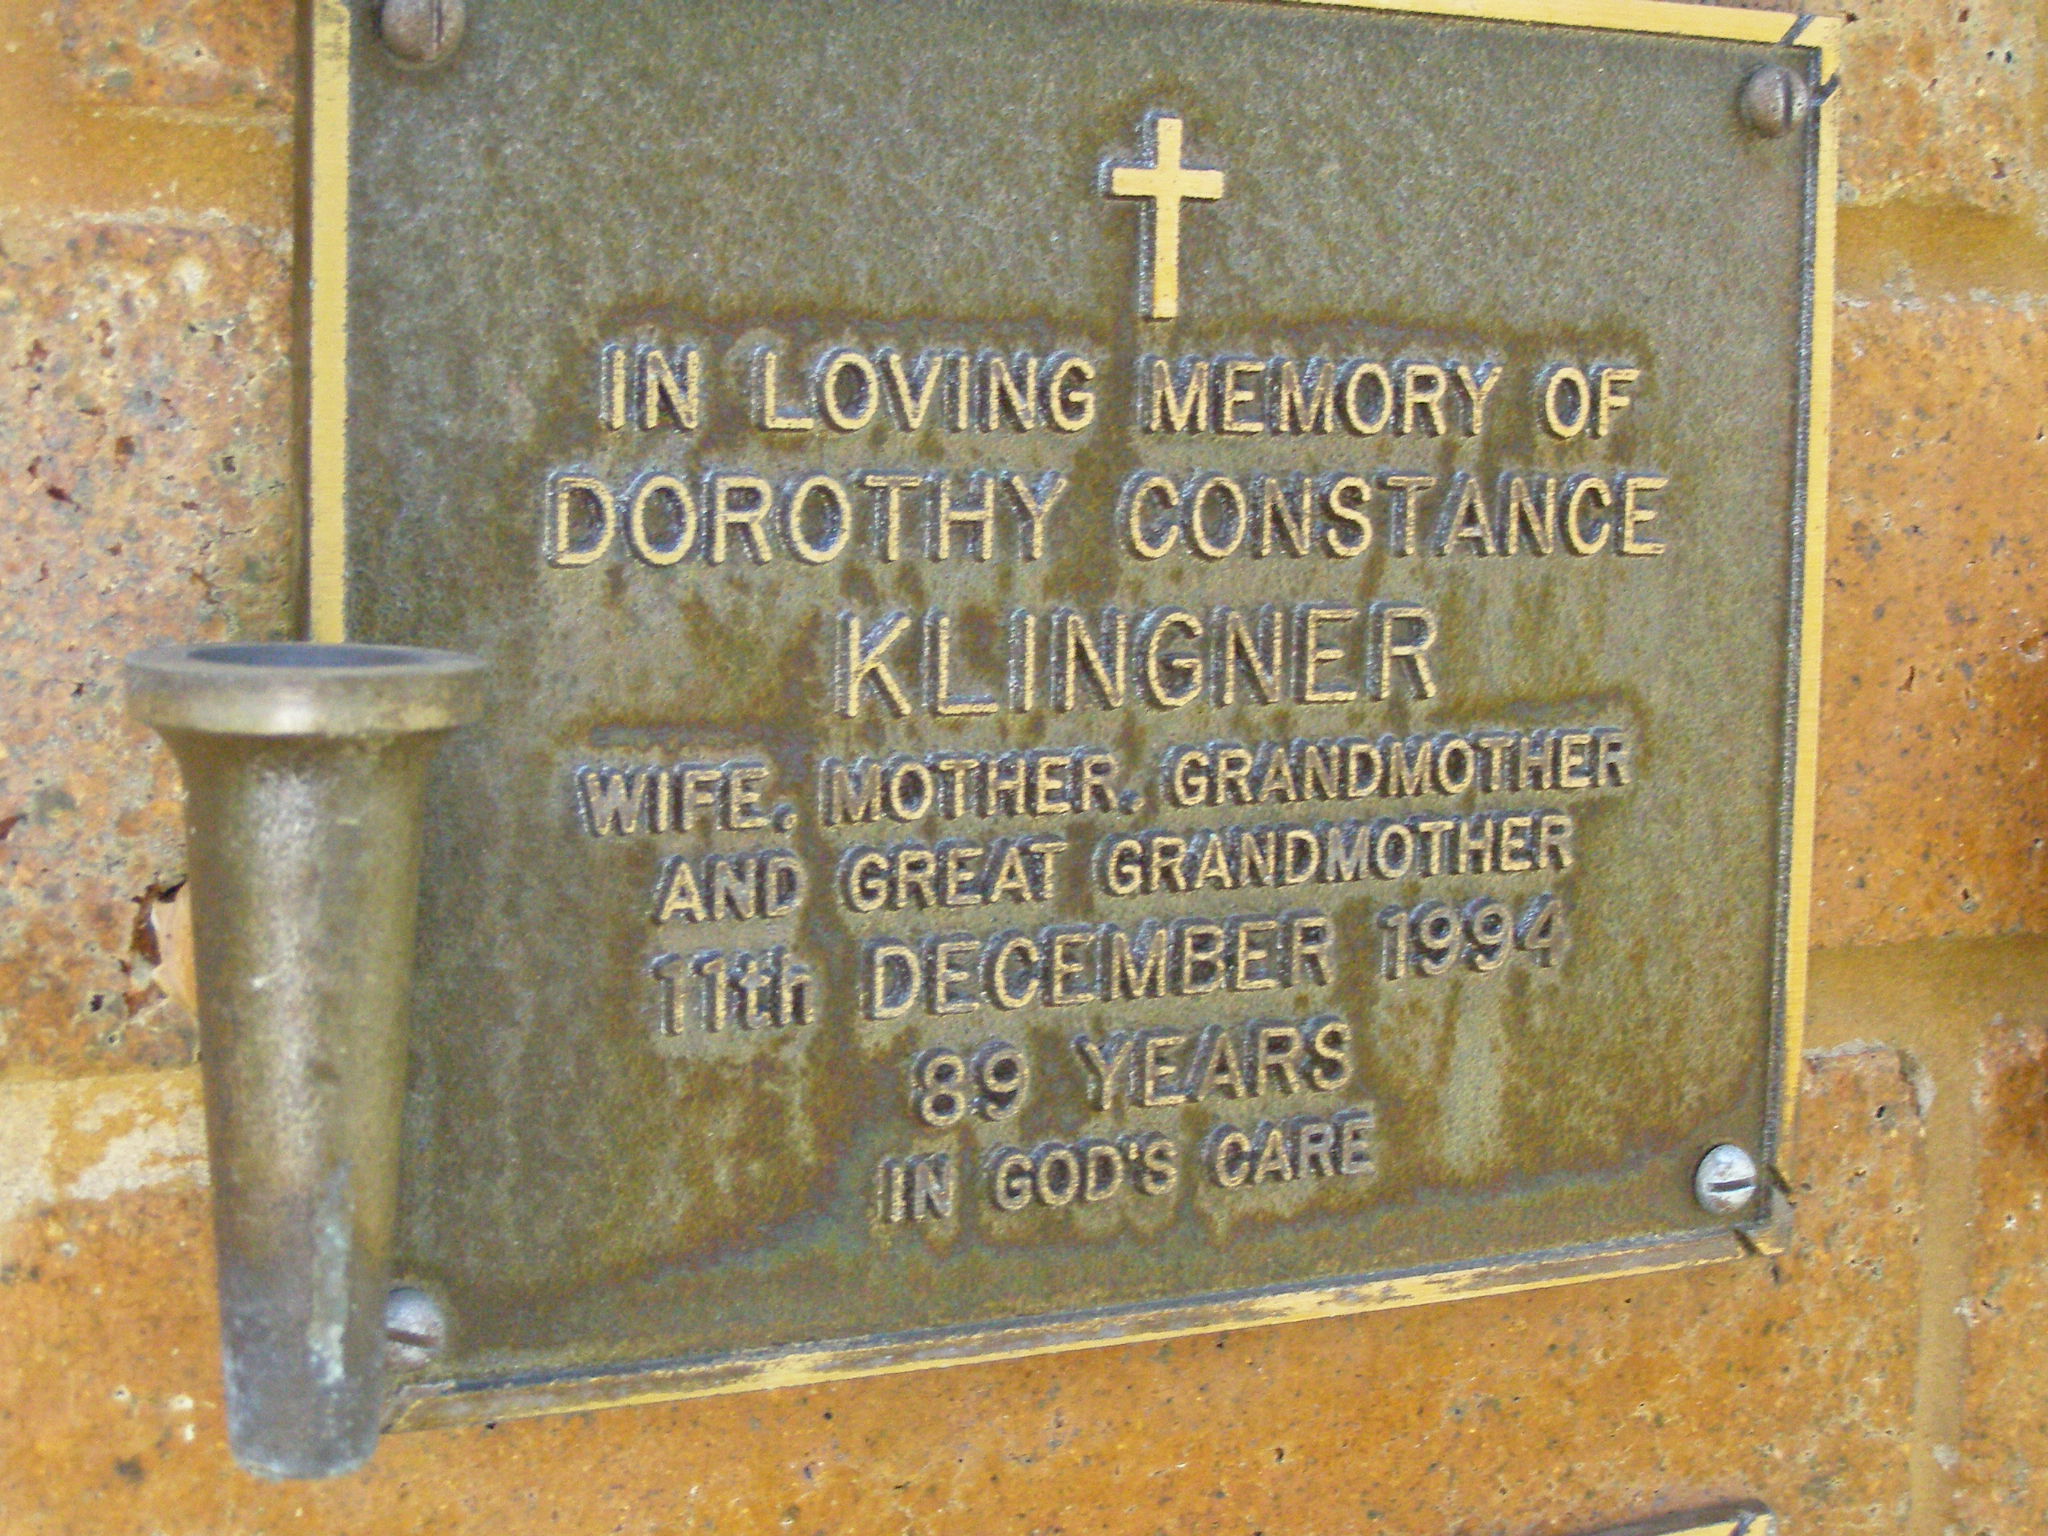 IN LOVING MEMORY OF
DOROTHY CONSTANCE
KLINGNER
WIFE, MOTHER, GRANDMOTHER
AND GREAT GRANDMOTHER
11th DECEMBER 1994
89 YEARS
IN GOD'S CARE